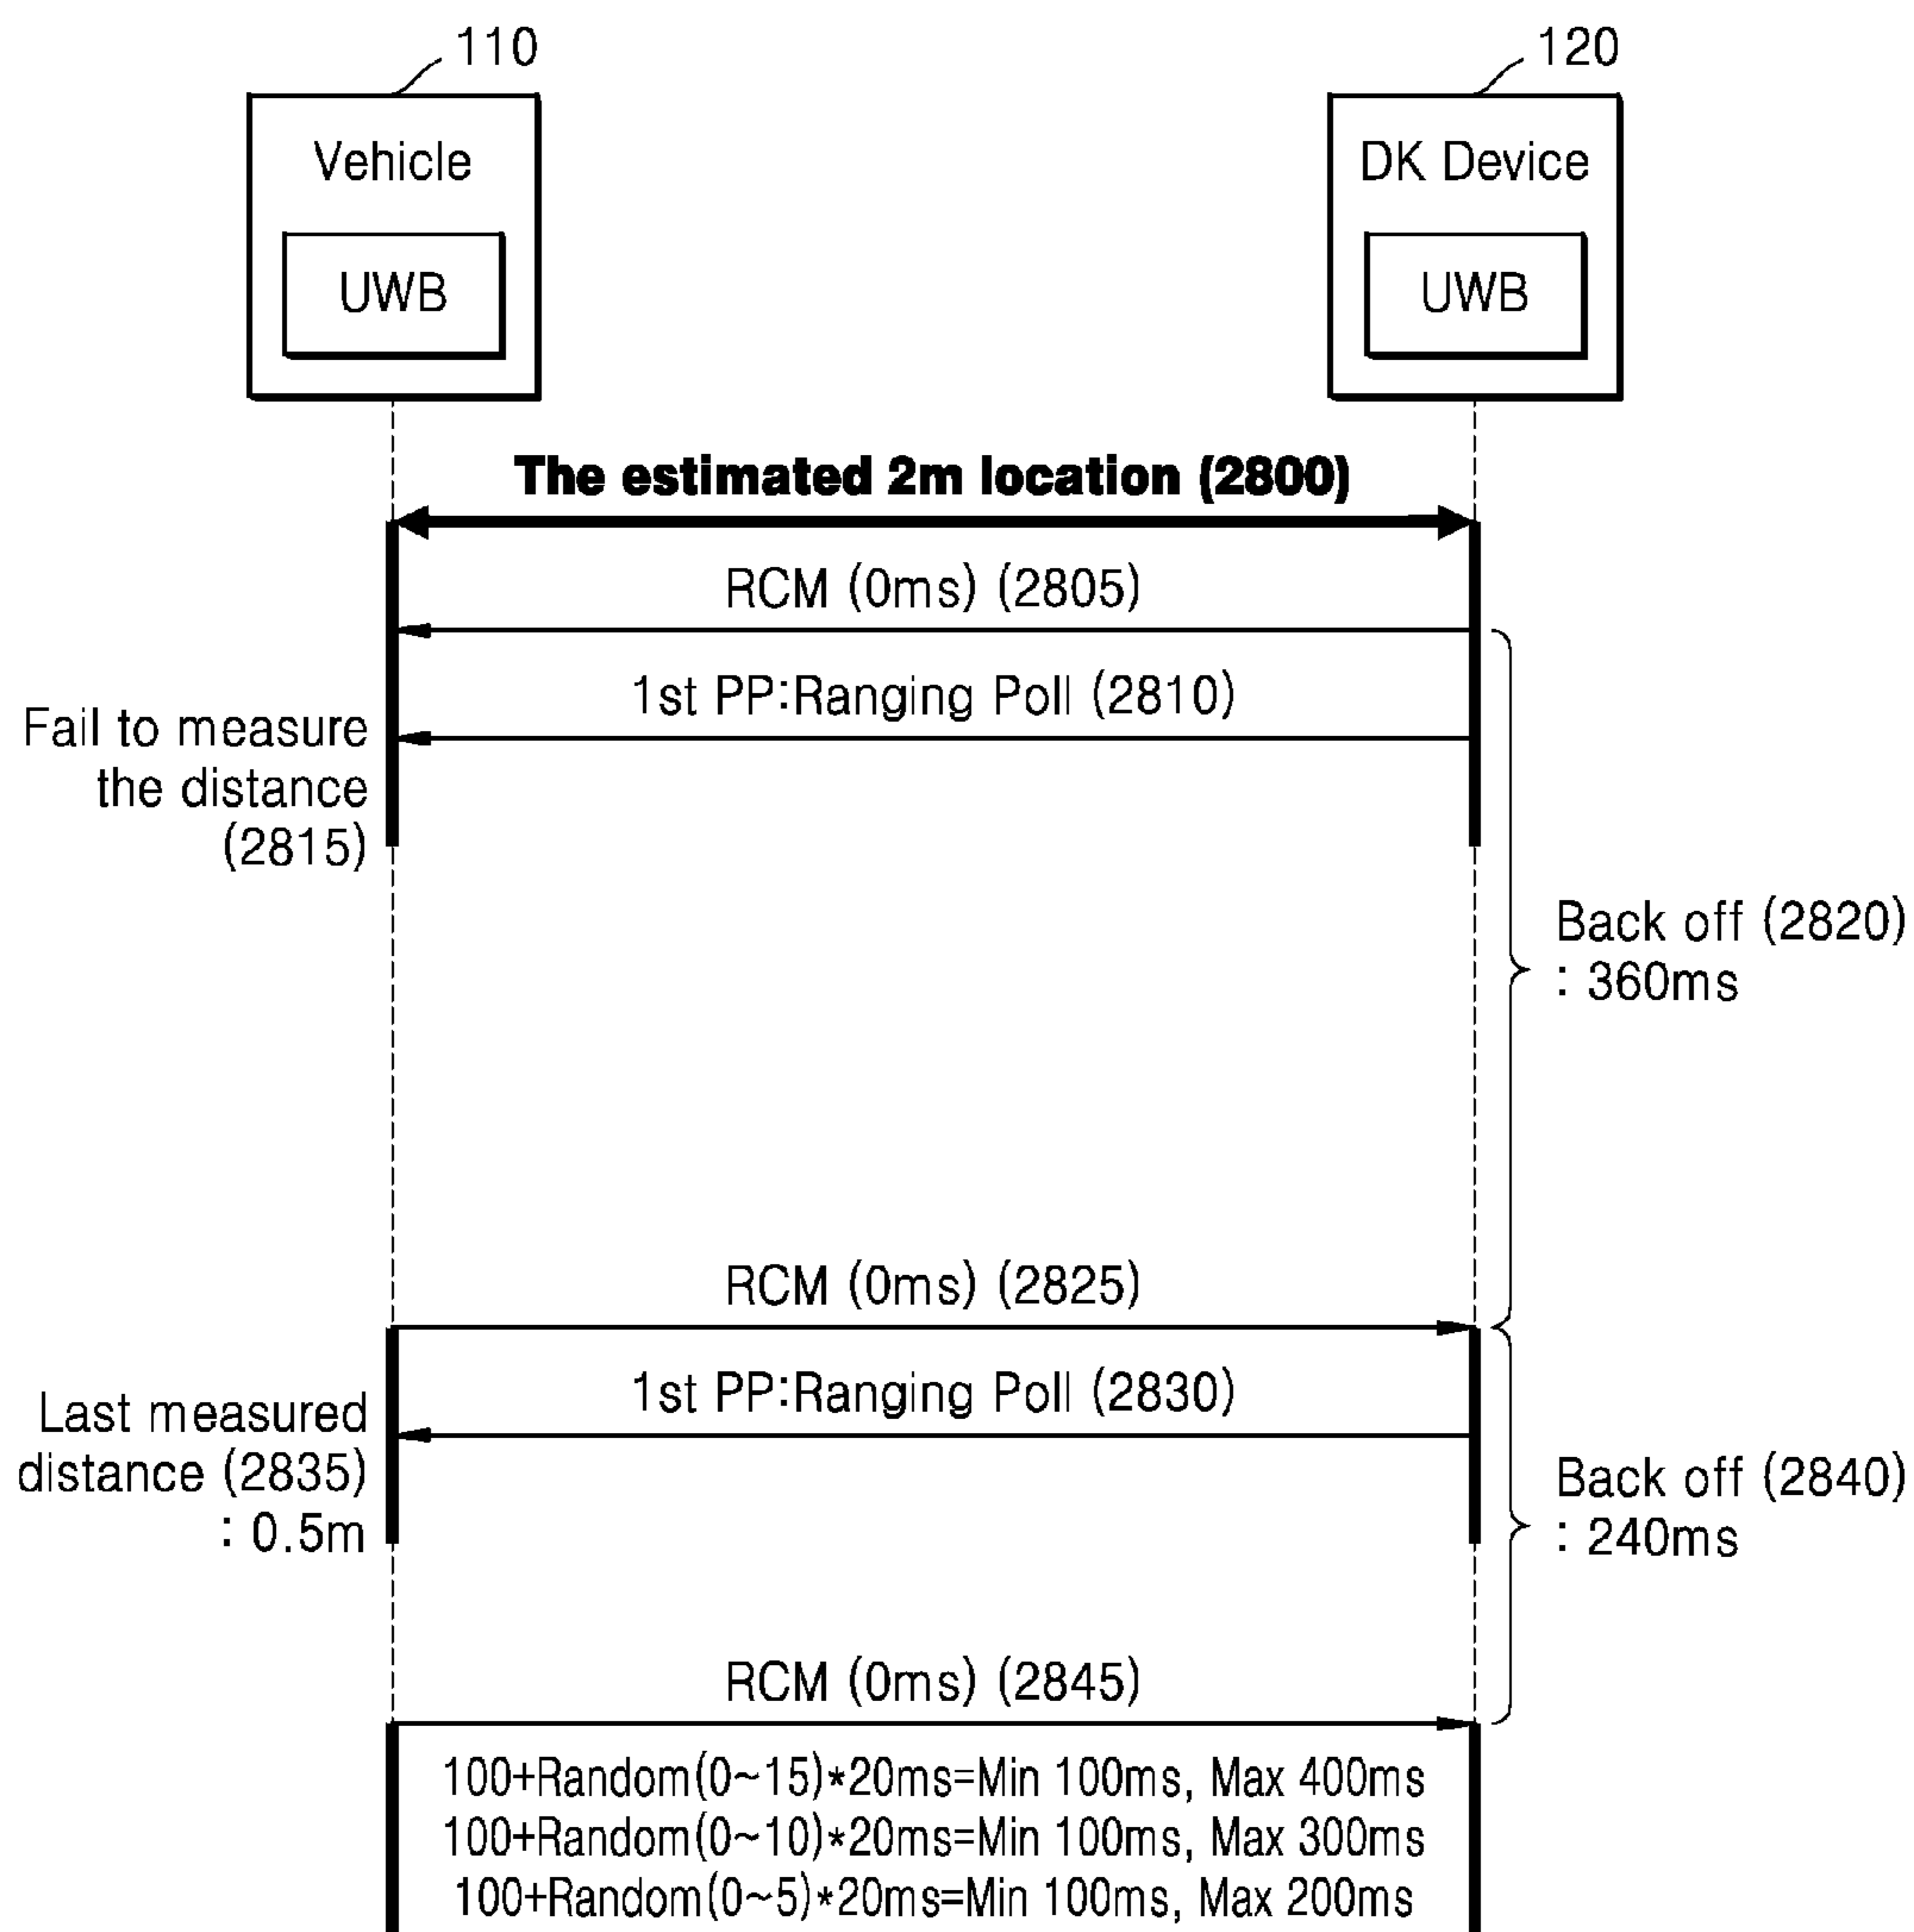 110
120
Vehicle
DK Device
UWB
UWB
The estimated 2m location (2800)
RCM (0ms) (2805)
1st PP:Ranging Poll (2810)
Fail to measure
the distance
(2815)
Back off (2820)
: 360ms
RCM (0ms) (2825)
1st PP:Ranging Poll (2830)
Last measured
distance (2835)
: 0.5m
Back off (2840)
: 240ms
RCM (0ms) (2845)
100+Random(0~15)*20ms=Min 100ms, Max 400ms
100+Random(0~10)*20ms=Min 100ms, Max 300ms
100+Random(0~5)*20ms=Min 100ms, Max 200ms